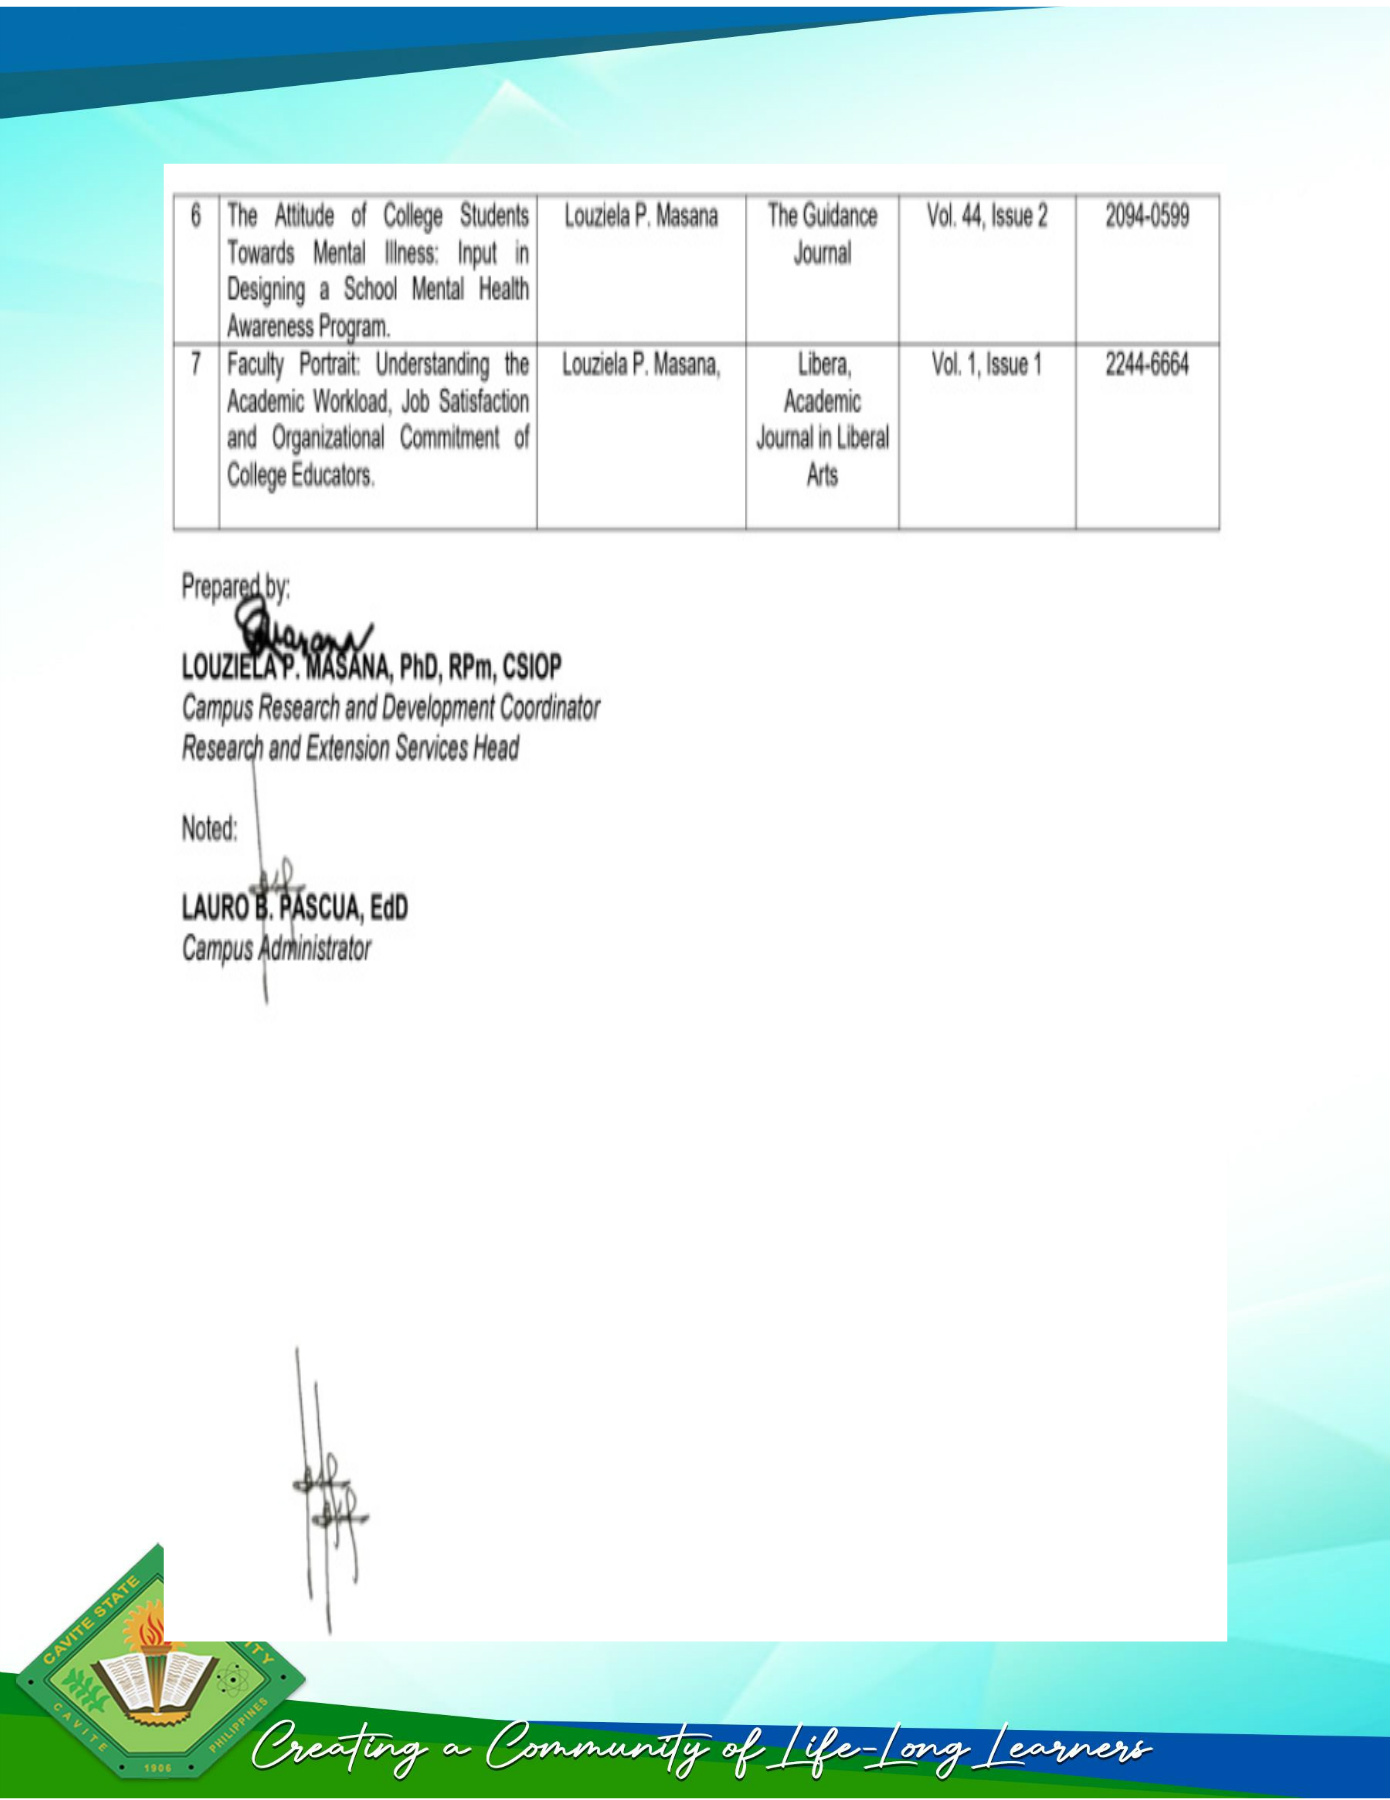 6 The Attitude of College Students Louziela P. Masana The Guidance Vol. 44, Issue 2 2094-0599
Towards Mental Illness: Input in Journal
Designing a School Mental Health
Awareness Program.
7 Faculty Portrait: Understanding the Louziela P. Masana, Libera, Vol. 1, Issue 1 2244-6664
Academic Workload, Job Satisfaction Academic
and Organizational Commitment of Journal in Liberal
College Educators. Arts
Prepared by:
LOUZIELA P. MASANA, PhD, RPm, CSIOP
Campus Research and Development Coordinator
Research and Extension Services Head
Noted:
LAURO B. PASCUA, EdD
Campus Administrator
CAVITE STATE
CAVITE
PHILIPPINES
1906
Creating a Community of Life-Long Learners